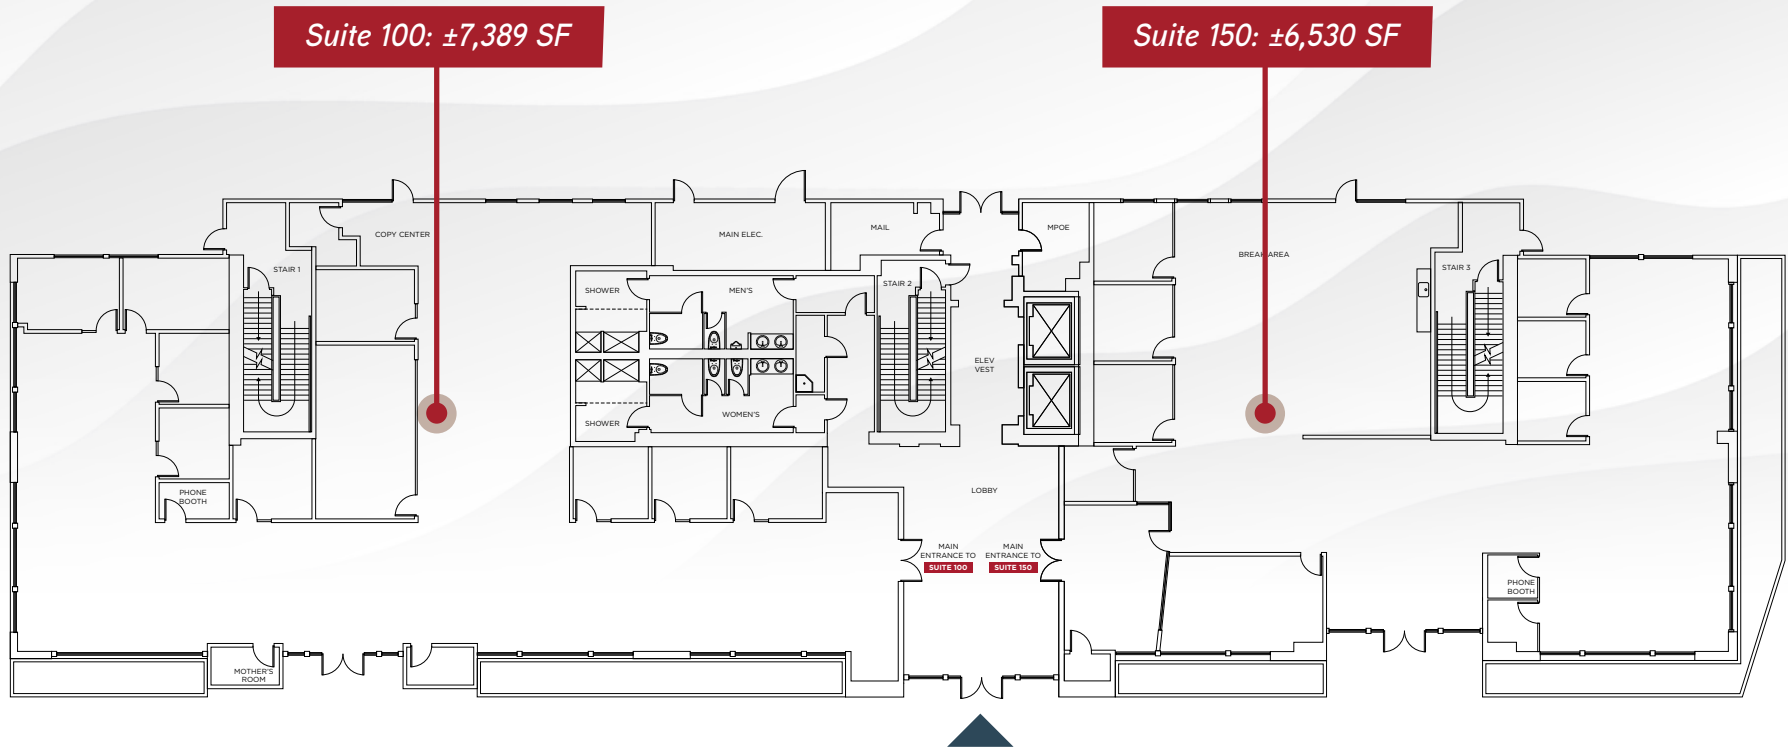 Suite 100: ±7,389 SF
Suite 150: ±6,530 SF
COPY CENTER
MAIN ELEC.
MAIL
MPOE
BREAK AREA
STAIR 1
STAIR 2
STAIR 3
SHOWER
MEN'S
ELEV
VEST
WOMEN'S
SHOWER
PHONE
BOOTH
LOBBY
MAIN
ENTRANCE TO
SUITE 100
MAIN
ENTRANCE TO
SUITE 150
PHONE
BOOTH
MOTHER'S
ROOM